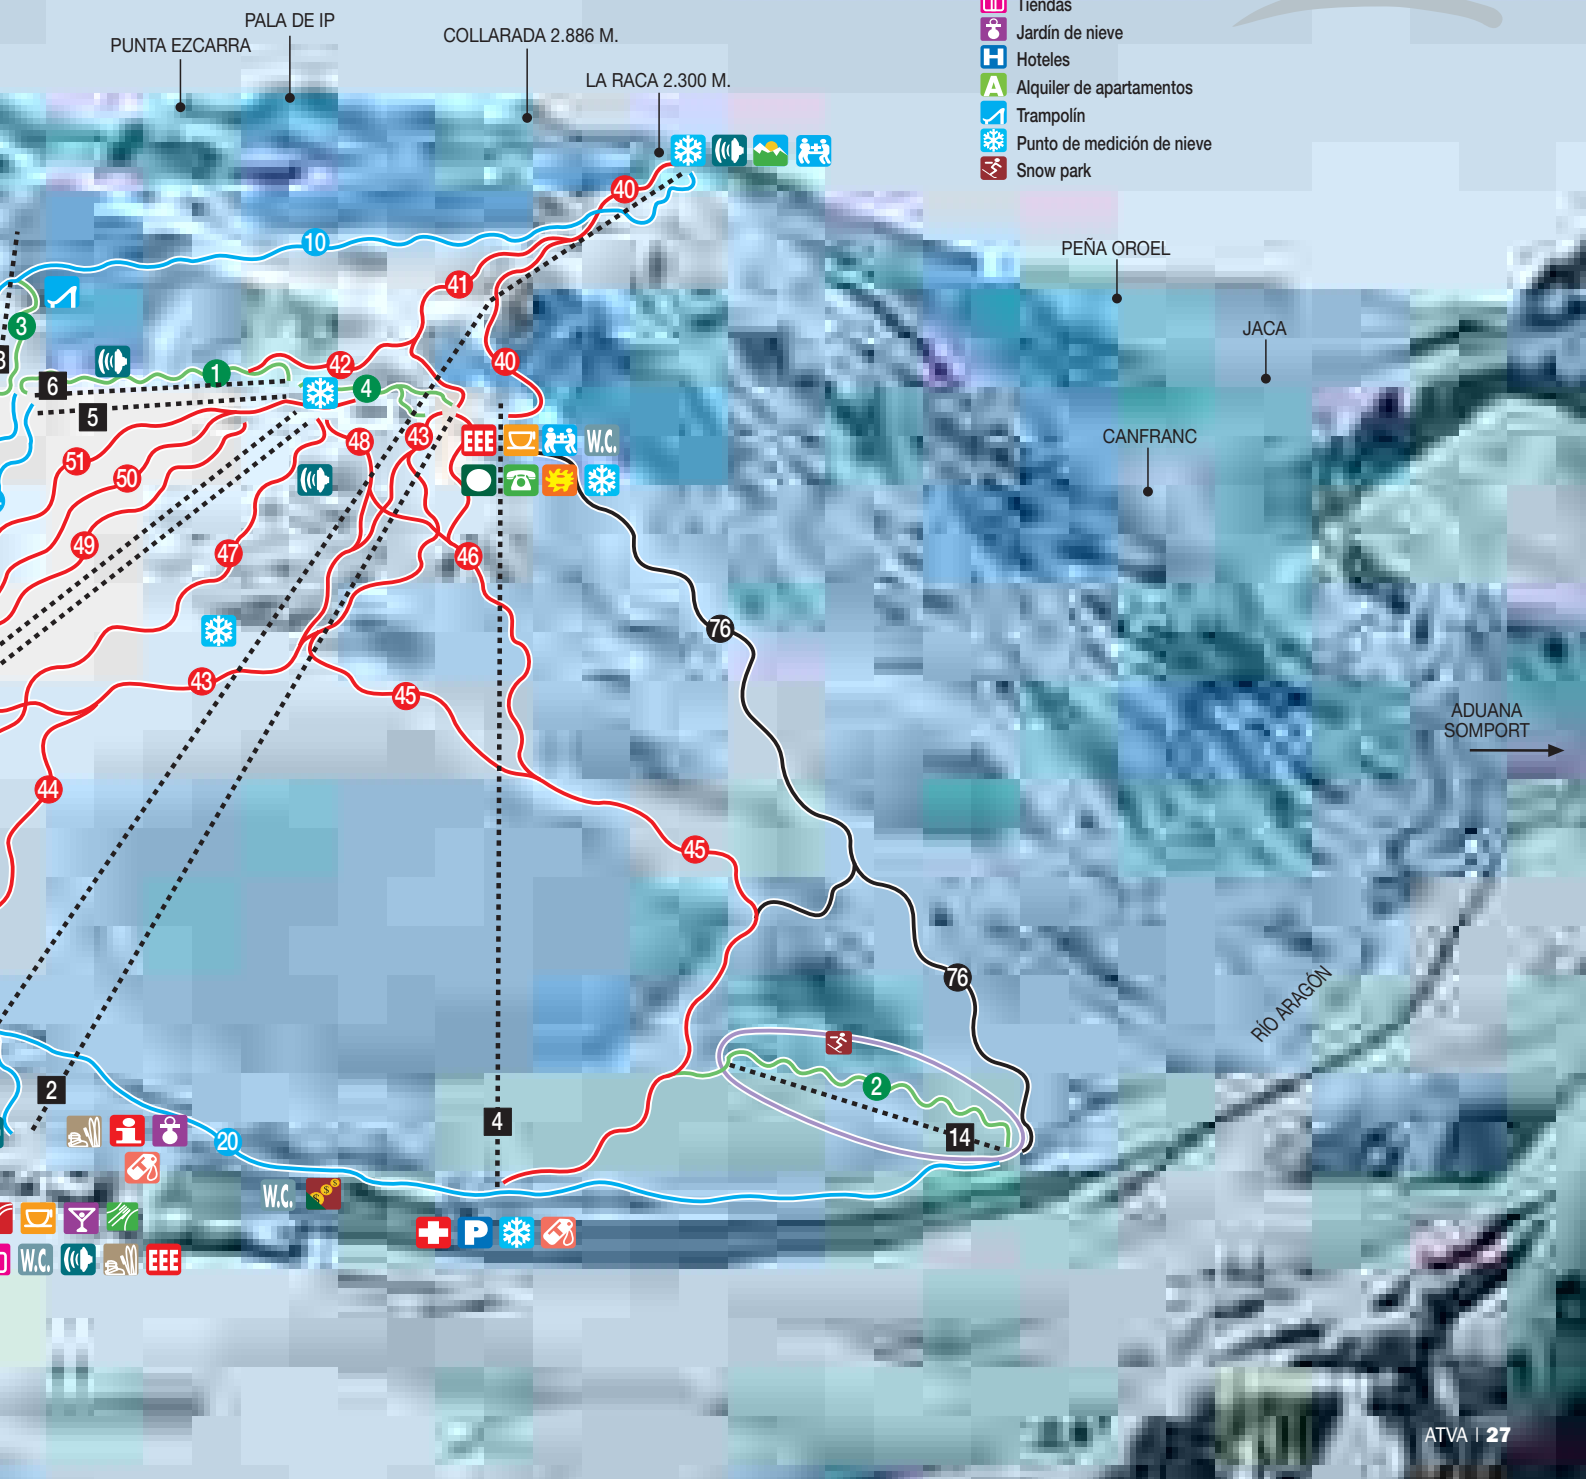 PALA DE IP
PUNTA EZCARRA
COLLARADA 2.886 M.
LA RACA 2.300 M.
Tiendas
Jardín de nieve
H Hoteles
A Alquiler de apartamentos
Trampolín
Punto de medición de nieve
Snow park
40
10
41
PEÑA OROEL
3
JACA
42
40
1
6
4
5
CANFRANC
51
48
43
EEE
W.C.
50
49
47
46
76
43
45
ADUANA
SOMPORT
44
45
76
RÍO ARAGÓN
2
2
4
14
20
W.C.
P
W.C.
EEE
ATVA | 27